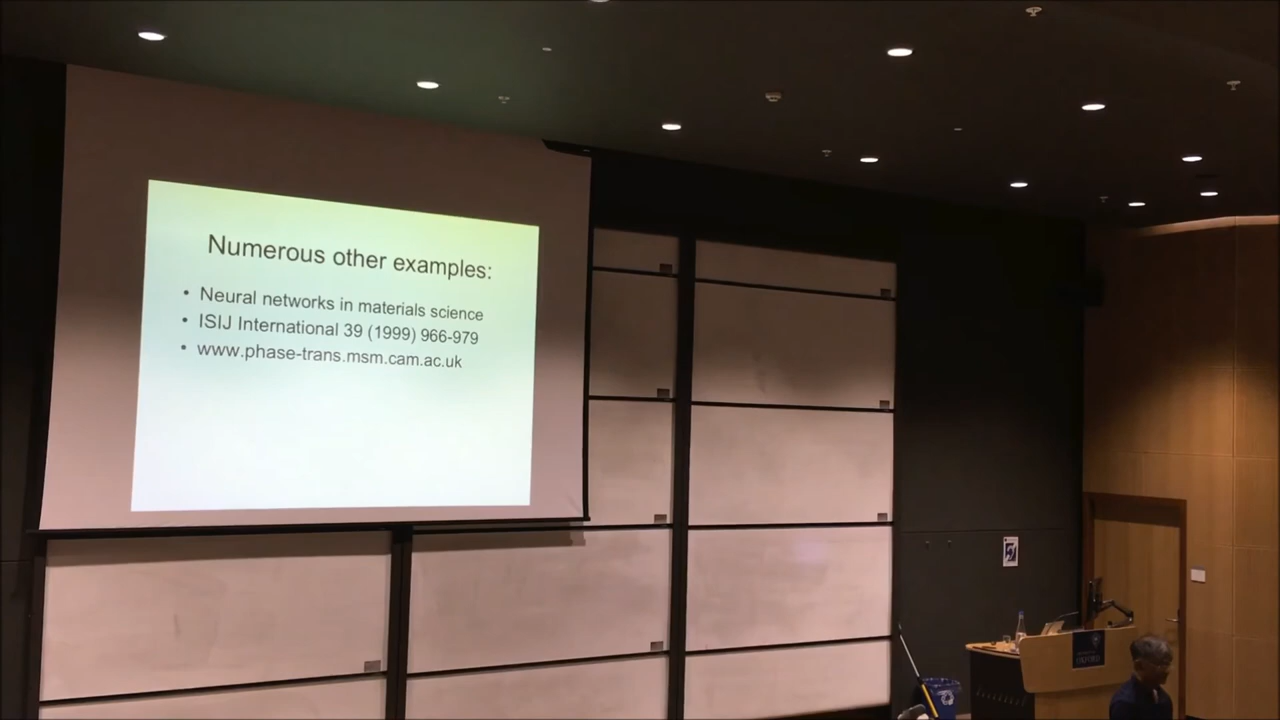 Numerous other examples:
• Neural networks in materials science
• ISIJ International 39 (1999) 966-979
• www.phase-trans.msm.cam.ac.uk
OXFORD